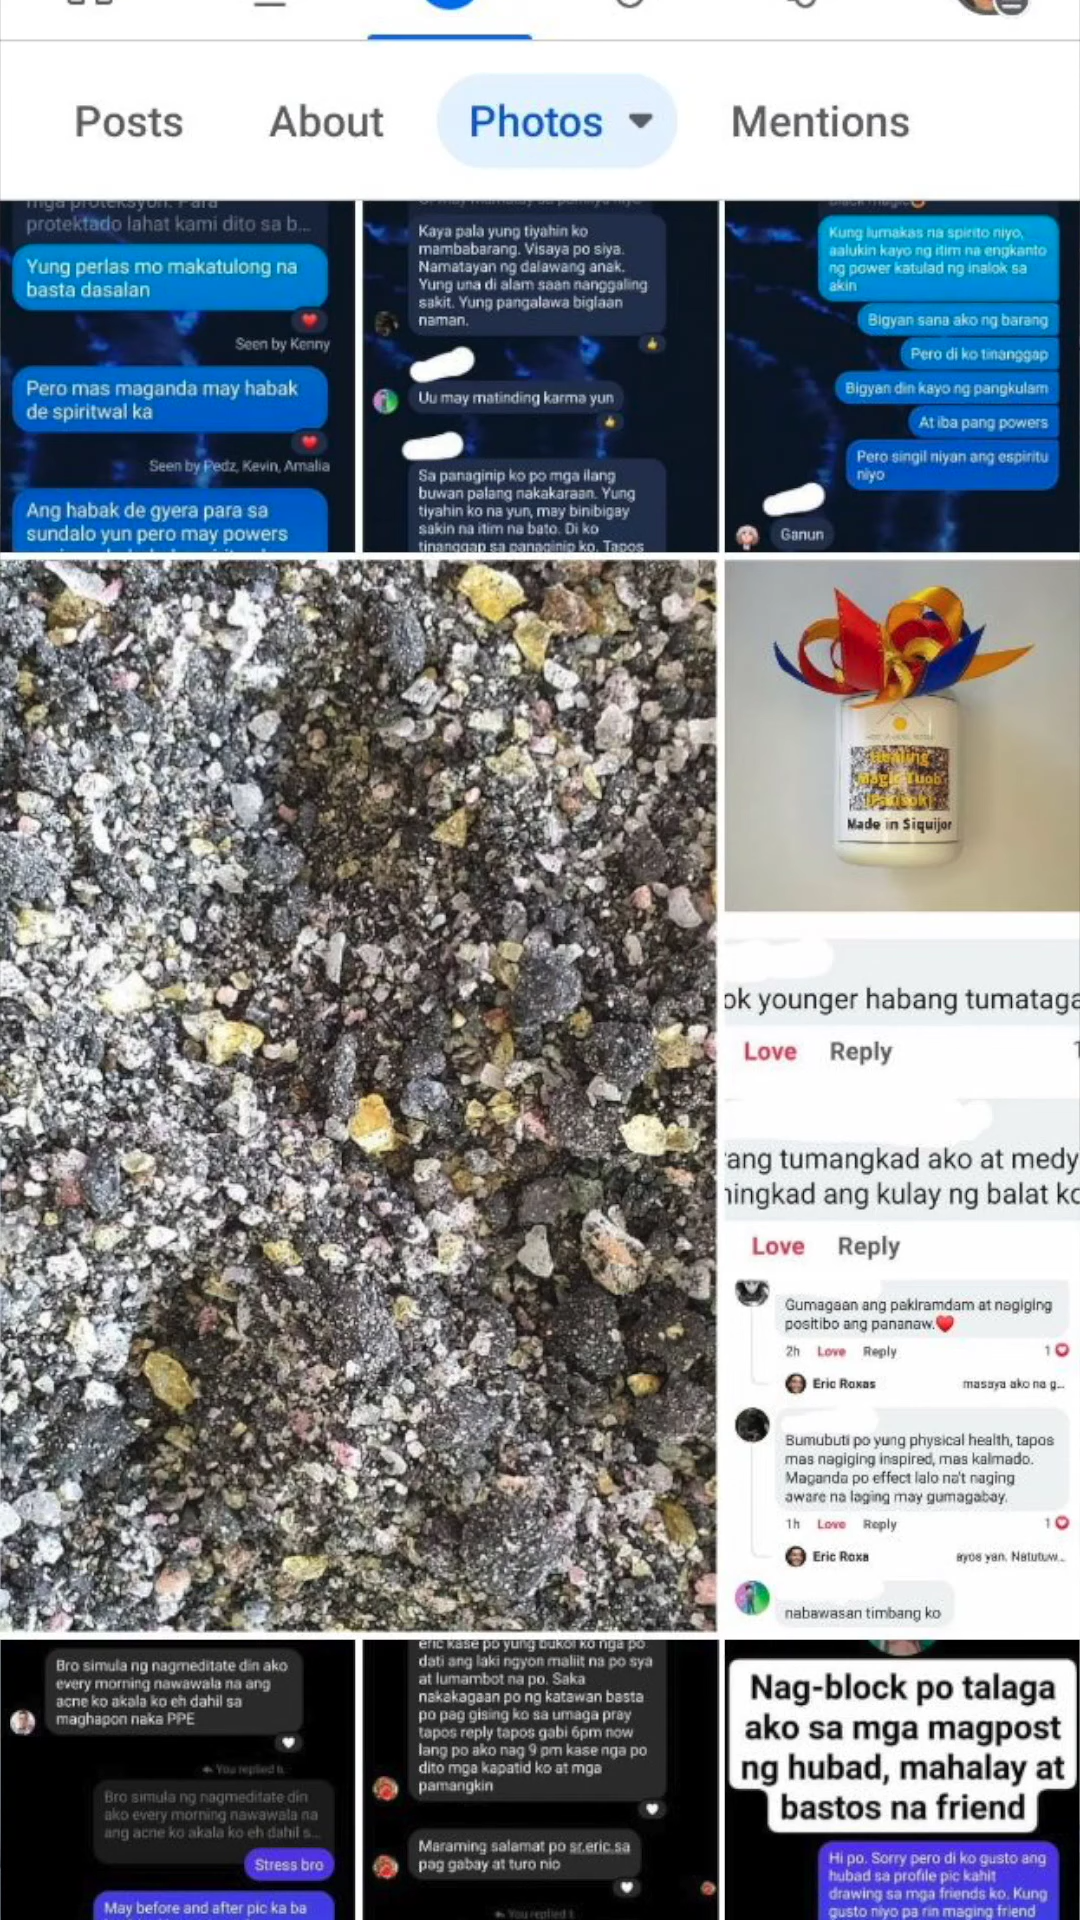 Posts
About
Photos
Mentions
mga proteksyon. Para
protektado lahat kami dito sa b...
Yung perlas mo makatulong na
basta dasalan
Seen by Kenny
Pero mas maganda may habak
de spiritwal ka
Seen by Pedz, Kevin, Amalia
Ang habak de gyera para sa
sundalo yun pero may powers
Kaya pala yung tiyahin ko
mambabarang. Visaya po siya.
Namatayan ng dalawang anak.
Yung una di alam saan nanggaling
sakit. Yung pangalawa biglaan
naman.
Uu may matinding karma yun
Sa panaginip ko po mga ilang
buwan palang nakakaraan. Yung
tiyahin ko na yun, may binibigay
sakin na itim na bato. Di ko
tinanggap sa panaginip ko. Tapos
Kung lumakas na spirito niyo,
aalukin kayo ng itim na engkanto
ng power katulad ng inalok sa
akin
Bigyan sana ako ng barang
Pero di ko tinanggap
Bigyan din kayo ng pangkulam
At iba pang powers
Pero singil niyan ang espiritu
niyo
Ganun
Healing
Magic Tuob
(Pausok)
Made in Siquijor
ok younger habang tumataga
Love Reply
rang tumangkad ako at medy
ningkad ang kulay ng balat ko
Love Reply
Gumagaan ang pakiramdam at nagiging
positibo ang pananaw.❤️
2h Love Reply 1
Eric Roxas masaya ako na g...
Bumubuti po yung physical health, tapos
mas nagiging inspired, mas kalmado.
Maganda po effect lalo na't naging
aware na laging may gumagabay.
1h Love Reply 1
Eric Roxa ayos yan. Natutuw...
nabawasan timbang ko
Bro simula ng nagmeditate din ako
every morning nawawala na ang
acne ko akala ko eh dahil sa
maghapon naka PPE
You replied t.
Bro simula ng nagmeditate din
ako every morning nawawala na
ang acne ko akala ko eh dahil s...
Stress bro
May before and after pic ka ba
eric kase po yung bukol ko nga po
dati ang laki ngyon maliit na po sya
at lumambot na po. Saka
nakakagaan po ng katawan basta
po pag gising ko sa umaga pray
tapos reply tapos gabi 6pm now
lang po ako nag 9 pm kase nga po
dito mga kapatid ko at mga
pamangkin
Maraming salamat po sr.eric.sa
pag gabay at turo nio
You replied t
Nag-block po talaga
ako sa mga magpost
ng hubad, mahalay at
bastos na friend
Hi po. Sorry pero di ko gusto ang
hubad sa profile pic kahit
drawing sa mga friends ko. Kung
gusto niyo pa rin maging friend